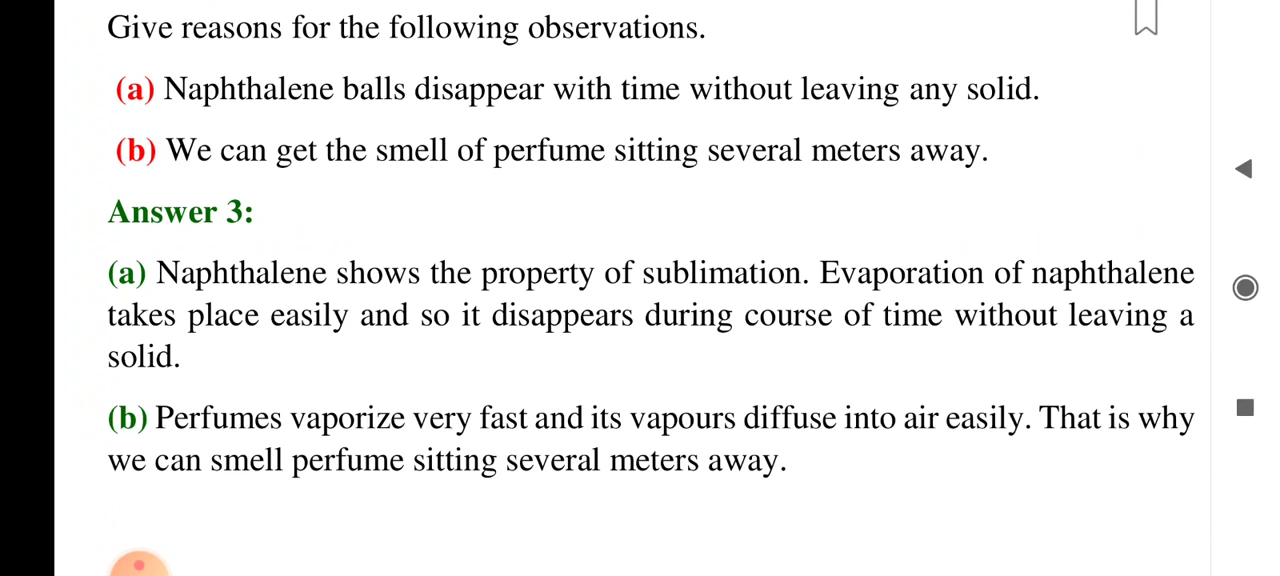 Give reasons for the following observations.
(a) Naphthalene balls disappear with time without leaving any solid.
(b) We can get the smell of perfume sitting several meters away.
Answer 3:
(a) Naphthalene shows the property of sublimation. Evaporation of naphthalene
takes place easily and so it disappears during course of time without leaving a
solid.
(b) Perfumes vaporize very fast and its vapours diffuse into air easily. That is why
we can smell perfume sitting several meters away.